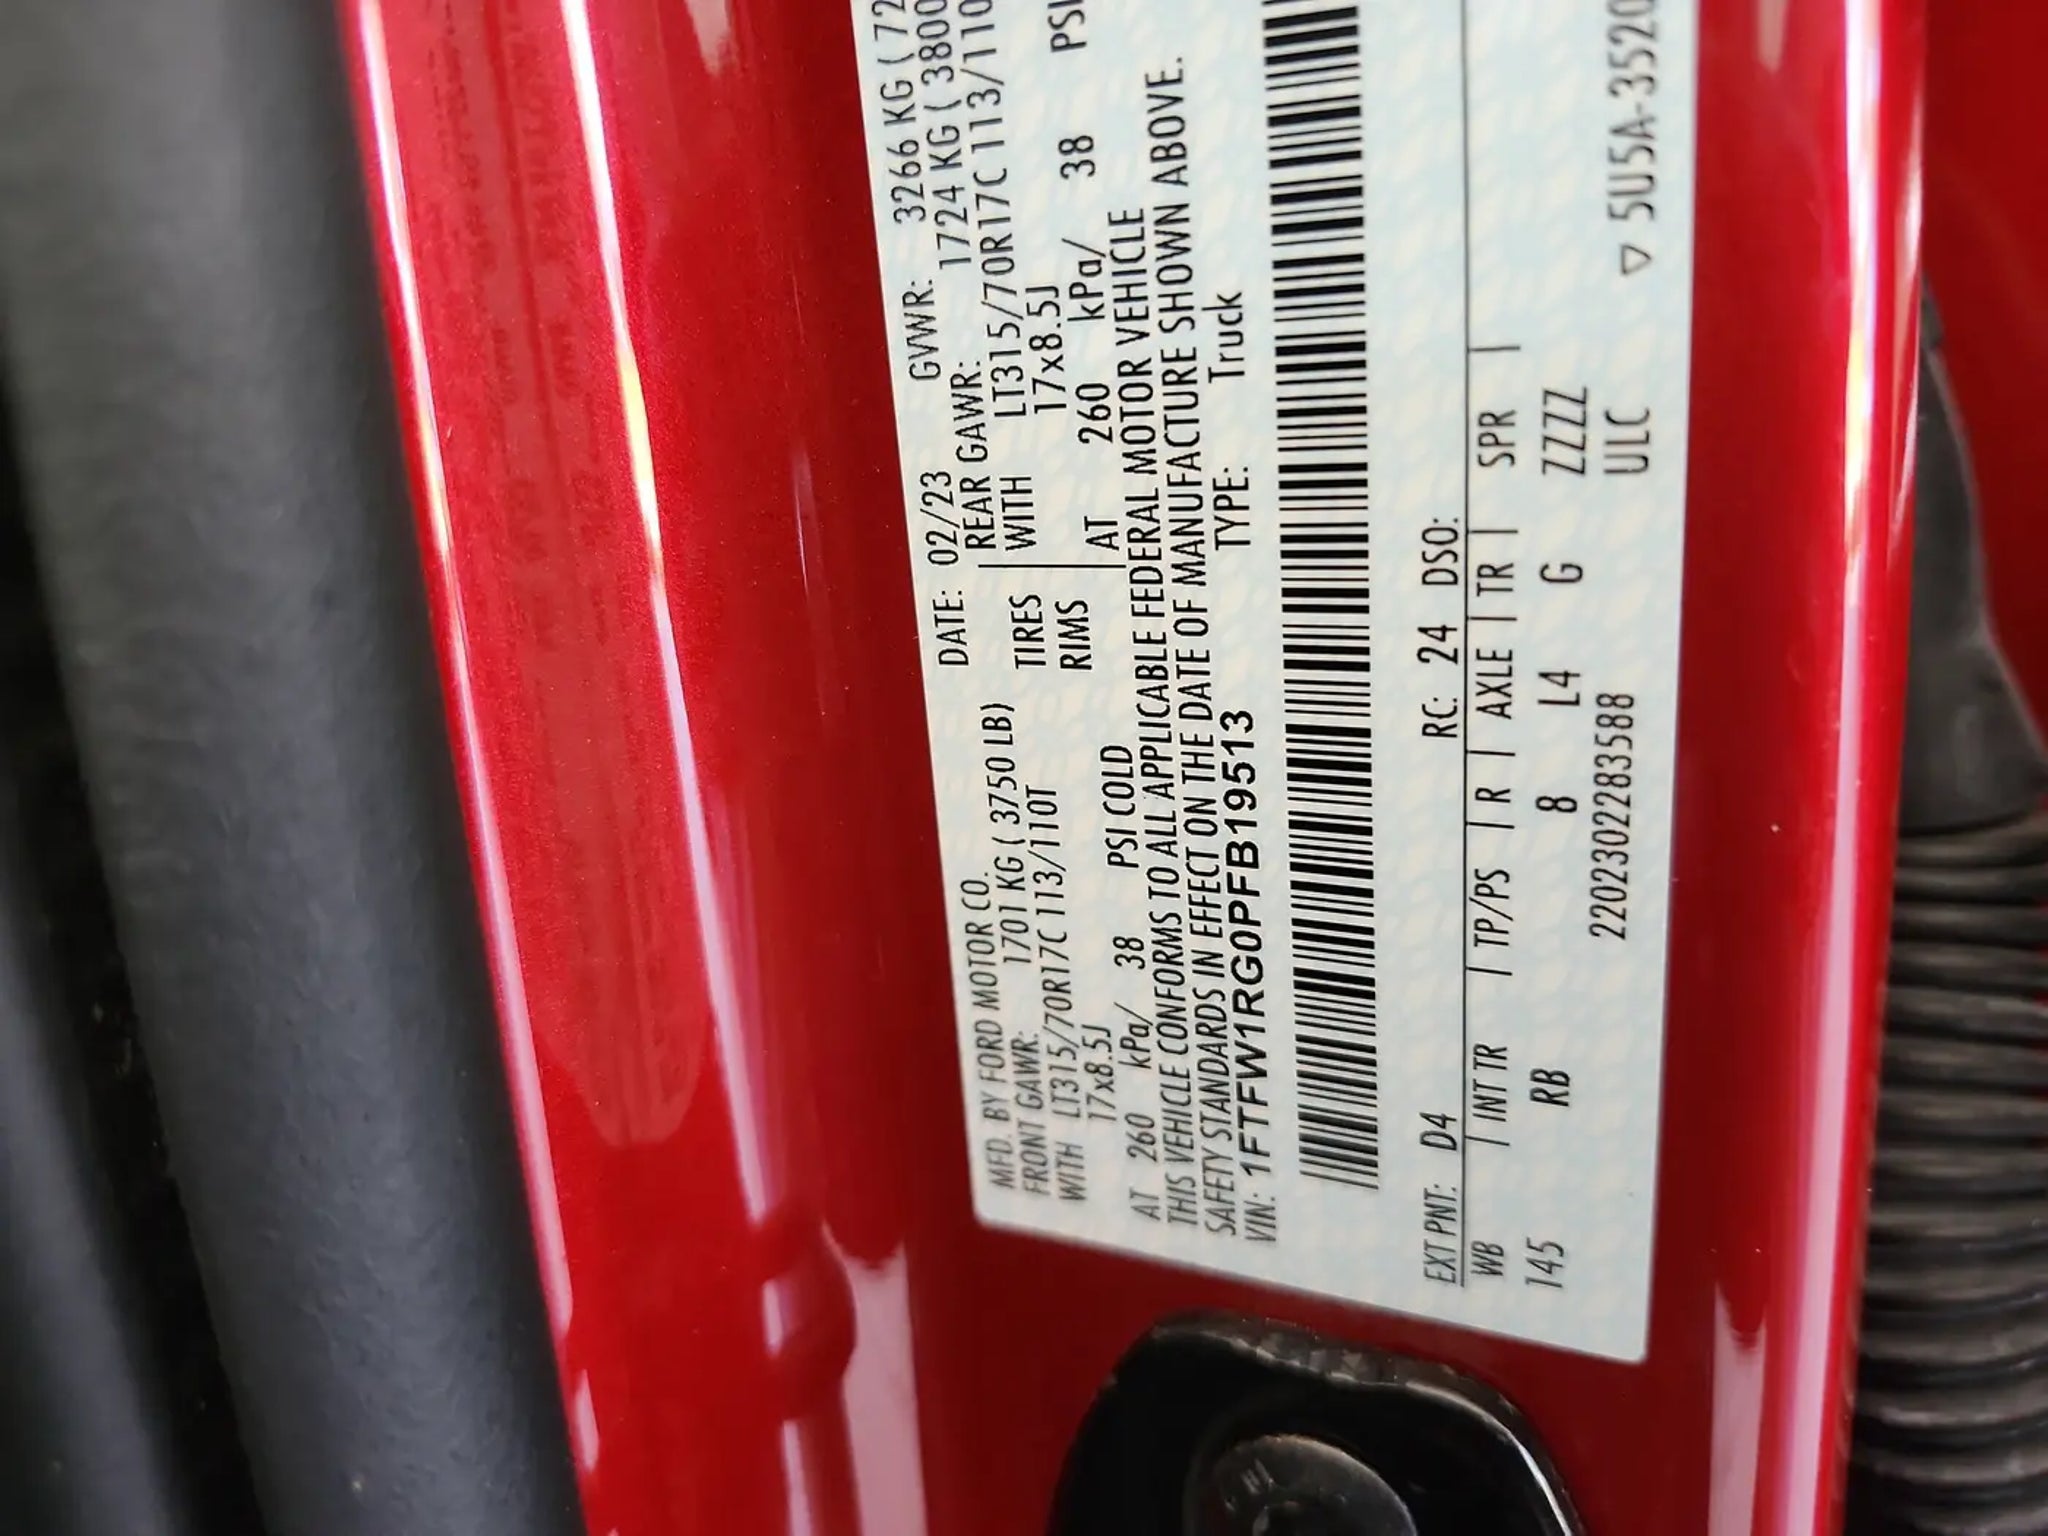 MFD. BY FORD MOTOR CO.
DATE: 02/23 GVWR: 3266 KG ( 72
FRONT GAWR: 1701 KG ( 3750 LB) REAR GAWR: 1724 KG ( 3800
WITH LT315/70R17C 113/110T TIRES WITH LT315/70R17C 113/110
17x8.5J RIMS 17x8.5J
AT 260 kPa/ 38 PSI COLD AT 260 kPa/ 38 PSI
THIS VEHICLE CONFORMS TO ALL APPLICABLE FEDERAL MOTOR VEHICLE
SAFETY STANDARDS IN EFFECT ON THE DATE OF MANUFACTURE SHOWN ABOVE.
VIN: 1FTFW1RG0PFB19513 TYPE: Truck
EXT PNT: D4 RC: 24 DSO:
WB | INT TR | TP/PS | R | AXLE | TR | SPR |
145 RB 8 L4 G ZZZZ
2202302283588 ULC ▽ 5U5A-3520